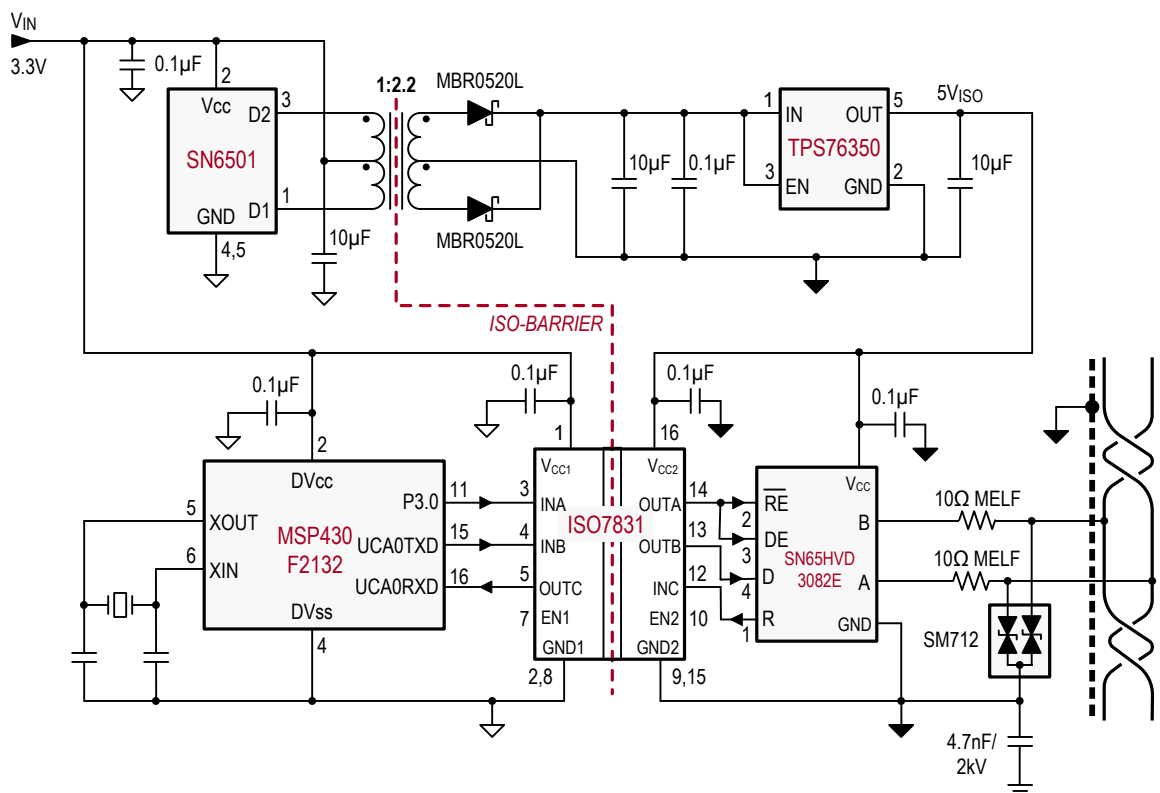 VIN
3.3V
0.1µF
2
Vcc
D2
3
SN6501
D1
1
GND
4,5
10µF
1:2.2
MBR0520L
MBR0520L
10µF
0.1µF
1
IN
OUT
5
TPS76350
3
EN
GND
2
5VISO
10µF
ISO-BARRIER
0.1µF
2
DVcc
P3.0
11
5
XOUT
MSP430
F2132
UCA0TXD
15
6
XIN
UCA0RXD
16
DVss
4
0.1µF
1
VCC1
3
INA
4
INB
5
OUTC
7
EN1
GND1
2,8
ISO7831
0.1µF
16
VCC2
OUTA
14
OUTB
13
INC
12
EN2
10
GND2
9,15
0.1µF
VCC
RE
2
DE
3
D
4
R
1
SN65HVD
3082E
B
A
GND
10Ω MELF
10Ω MELF
SM712
4.7nF/
2kV